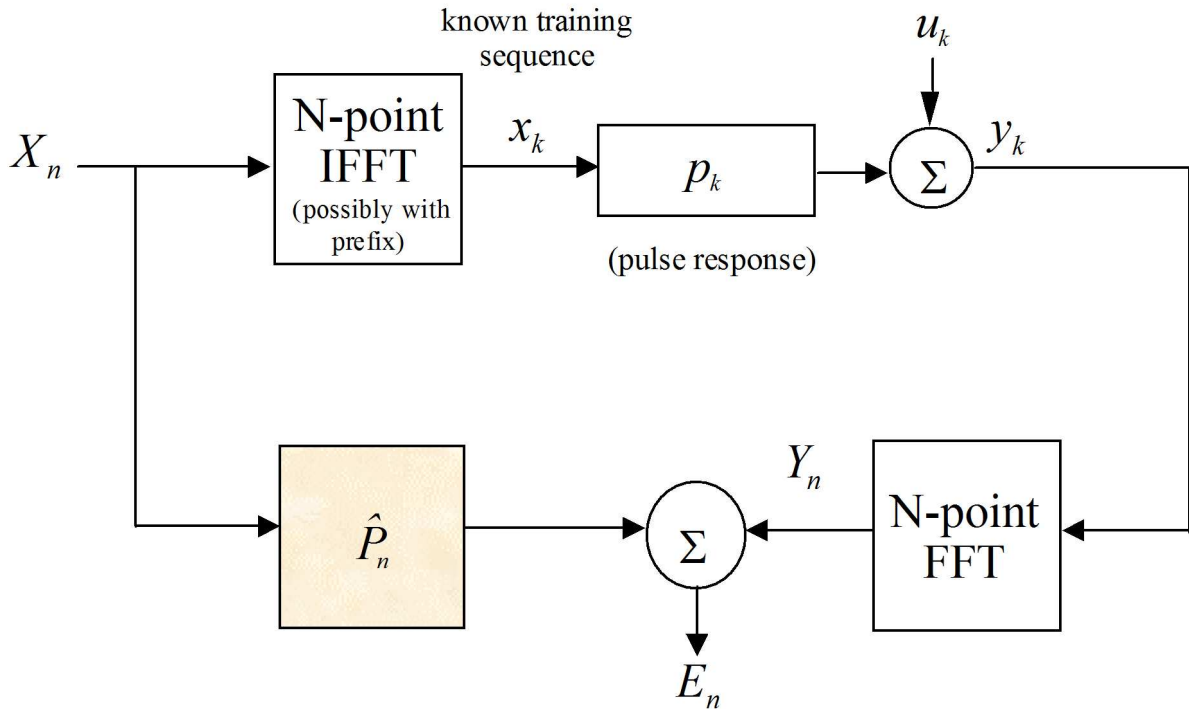 known training
sequence
u_k
X_n
N-point
IFFT
(possibly with
prefix)
x_k
p_k
Σ
y_k
(pulse response)
P̂_n
Σ
Y_n
N-point
FFT
E_n